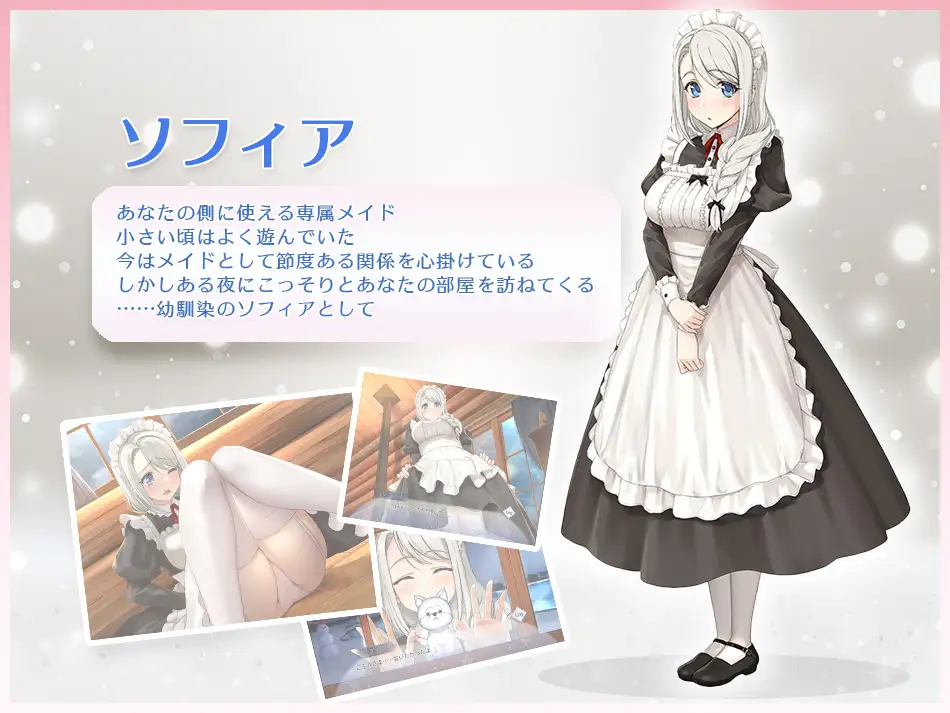 ソフィア
あなたの側に使える専属メイド
小さい頃はよく遊んでいた
今はメイドとして節度ある関係を心掛けている
しかしある夜にこっそりとあなたの部屋を訪ねてくる
……幼馴染のソフィアとして